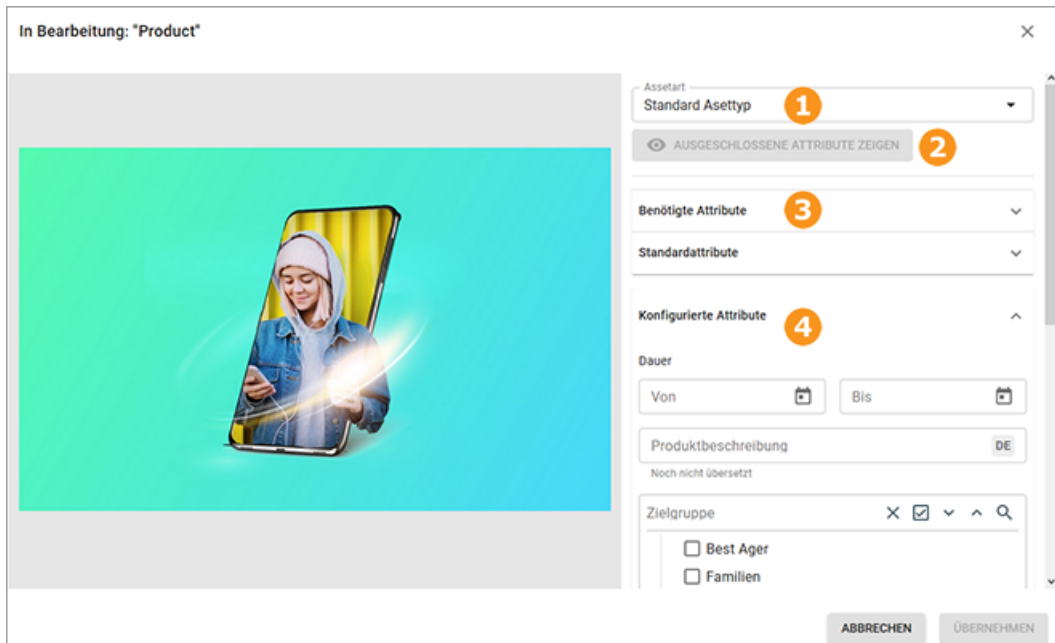 In Bearbeitung: "Product"
Assetart
Standard Asettyp
1
AUSGESCHLOSSENE ATTRIBUTE ZEIGEN
2
Benötigte Attribute
3
Standardattribute
Konfigurierte Attribute
4
Dauer
Von
Bis
Produktbeschreibung
DE
Noch nicht übersetzt
Zielgruppe
Best Ager
Familien
ABBRECHEN
ÜBERNEHMEN